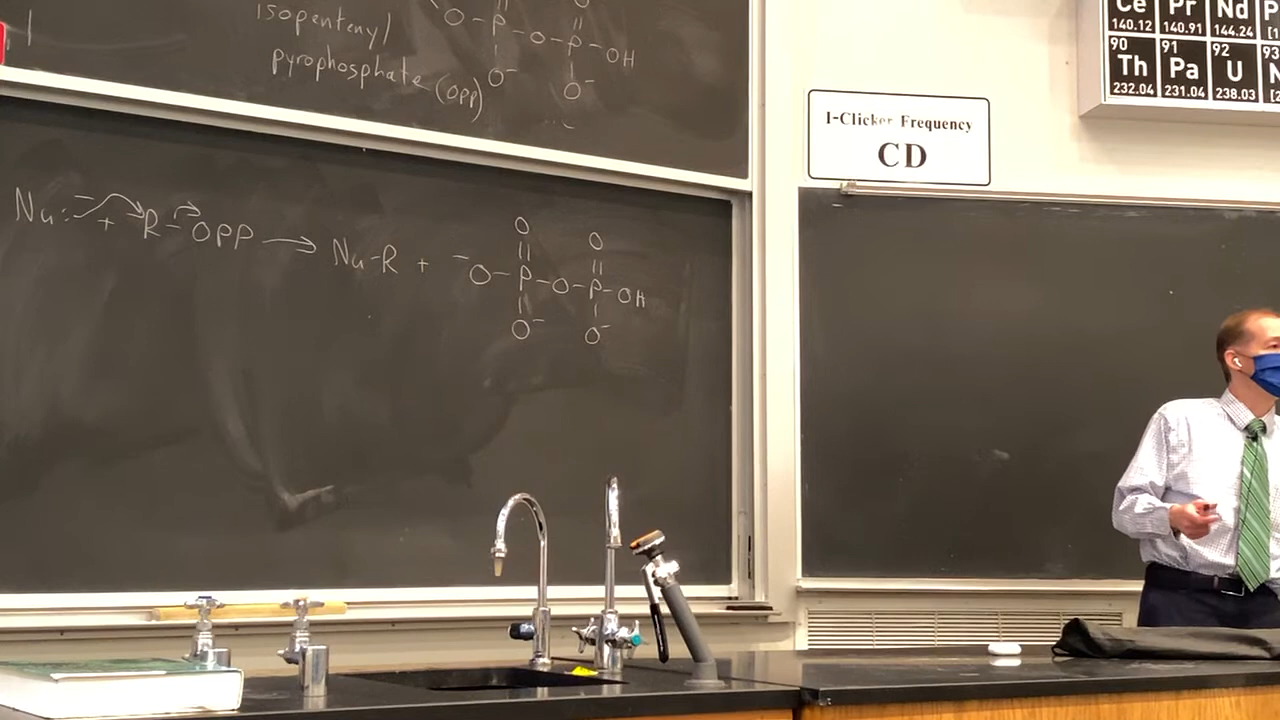 isopentenyl
pyrophosphate (OPP)
O-P-O-P-OH
O⁻ O⁻
Nu:⁻ + R-OPP → Nu-R + ⁻O-P-O-P-OH
O O
O⁻ O⁻
I-Clicker Frequency
CD
Ce Pr Nd
140.12 140.91 144.24
90 91 92 93
Th Pa U
232.04 231.04 238.03